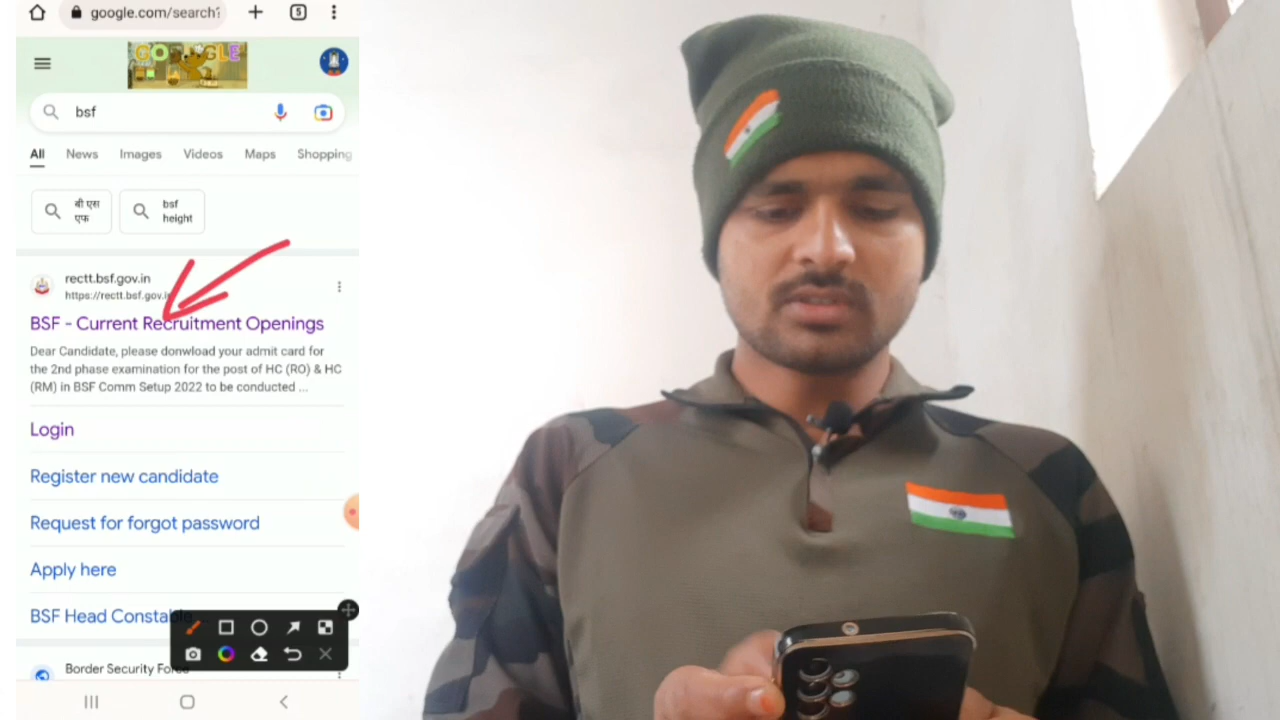 google.com/search?
5
GOOGLE
bsf
All News Images Videos Maps Shopping
बी एस
एफ
bsf
height
rectt.bsf.gov.in
https://rectt.bsf.gov.in
BSF - Current Recruitment Openings
Dear Candidate, please donwload your admit card for
the 2nd phase examination for the post of HC (RO) & HC
(RM) in BSF Comm Setup 2022 to be conducted ...
Login
Register new candidate
Request for forgot password
Apply here
BSF Head Constable
Border Security Force